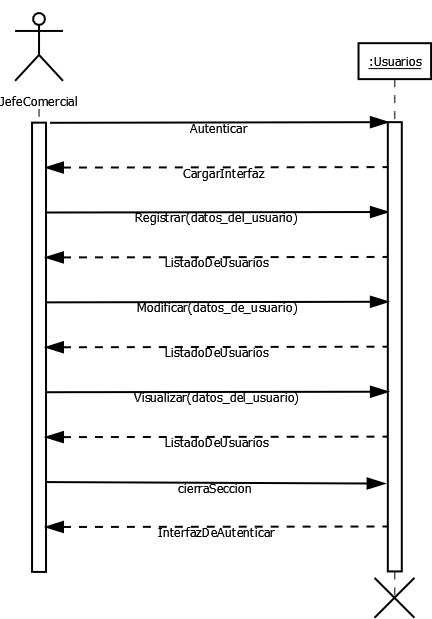 :Usuarios
JefeComercial
Autenticar
CargarInterfaz
Registrar(datos_del_usuario)
ListadoDeUsuarios
Modificar(datos_de_usuario)
ListadoDeUsuarios
Visualizar(datos_del_usuario)
ListadoDeUsuarios
cierraSeccion
InterfazDeAutenticar